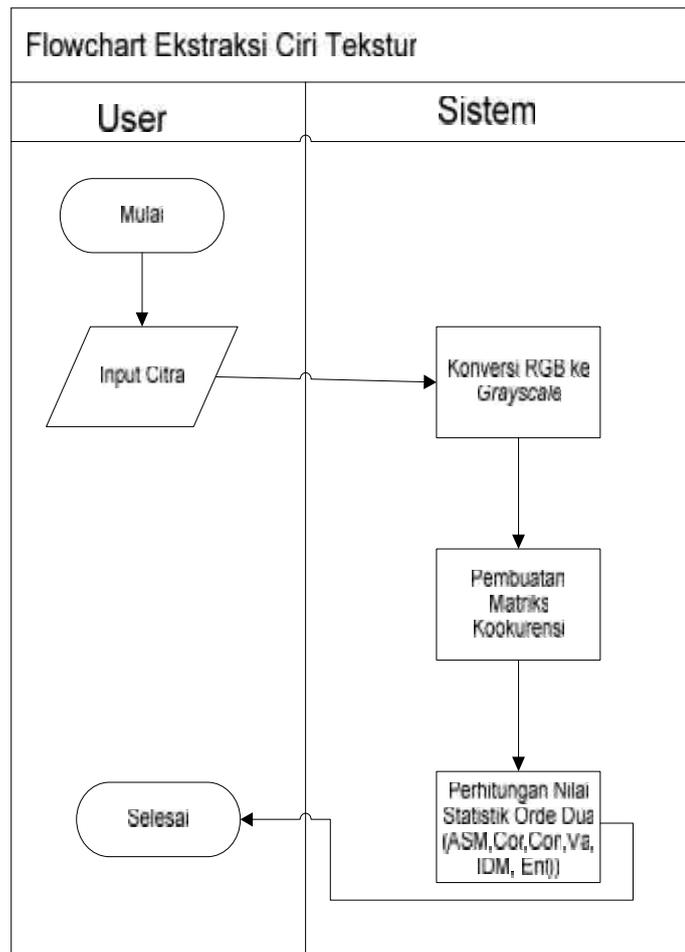 Flowchart Ekstraksi Ciri Tekstur
User
Sistem
Mulai
Input Citra
Konversi RGB ke
Grayscale
Pembuatan
Matriks
Kookurensi
Perhitungan Nilai
Statistik Orde Dua
(ASM,Cor,Con,Va,
IDM, Ent))
Selesai